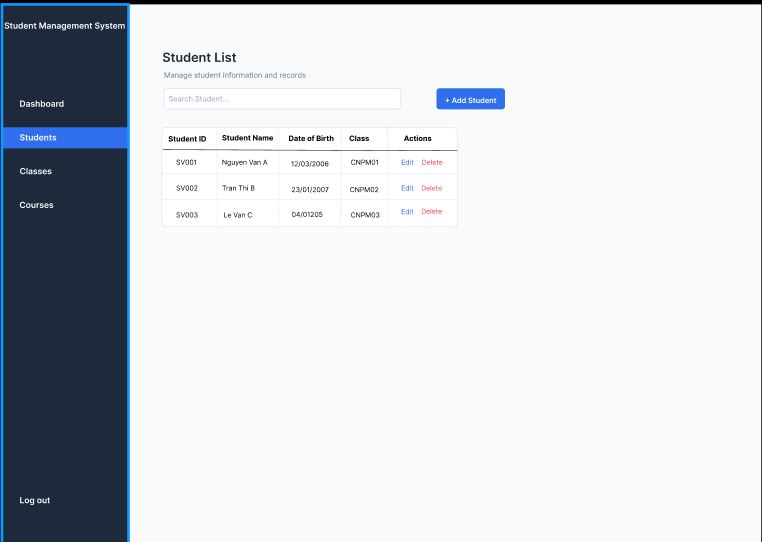 Student Management System
Dashboard
Students
Classes
Courses
Log out
Student List
Manage student information and records
Search Student...
+ Add Student
Student ID Student Name Date of Birth Class Actions
SV001 Nguyen Van A 12/03/2006 CNPM01 Edit Delete
SV002 Tran Thi B 23/01/2007 CNPM02 Edit Delete
SV003 Le Van C 04/01205 CNPM03 Edit Delete